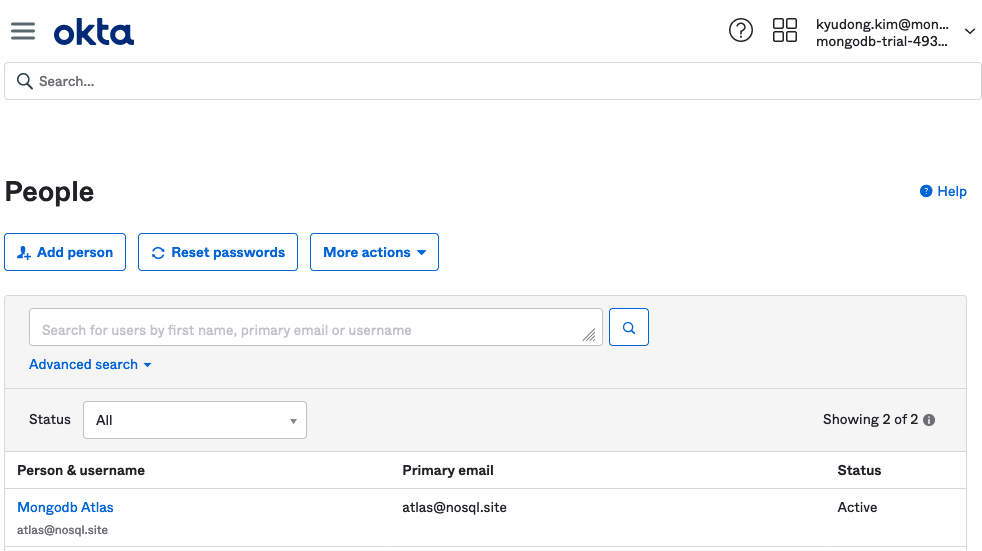 okta
kyudong.kim@mon...
mongodb-trial-493...
Search...
People
Help
Add person
Reset passwords
More actions
Search for users by first name, primary email or username
Advanced search
Status
All
Showing 2 of 2
Person & username
Primary email
Status
Mongodb Atlas
atlas@nosql.site
Active
atlas@nosql.site